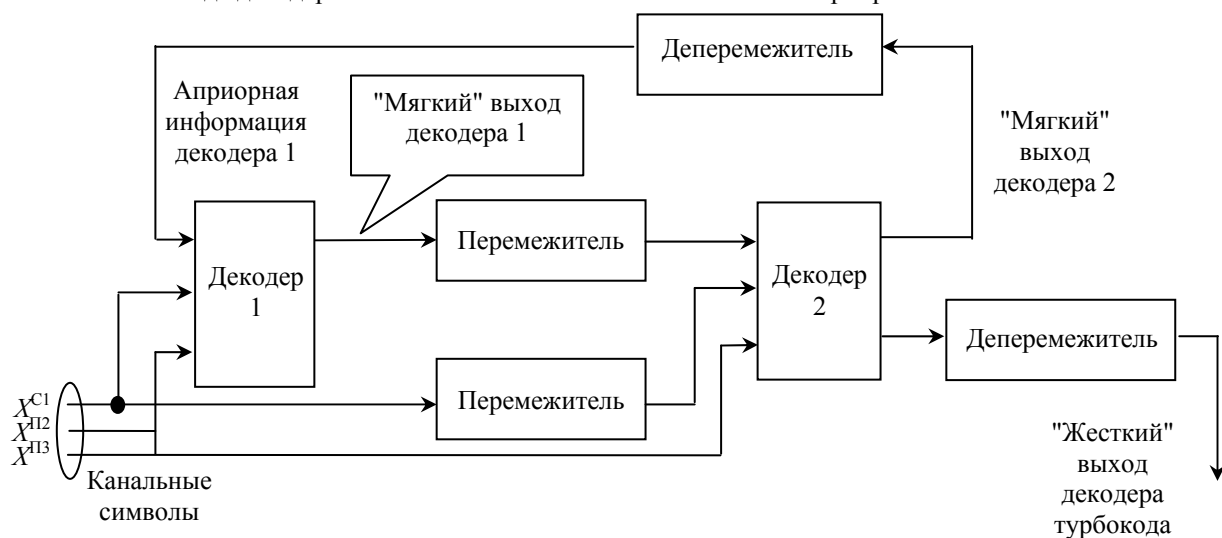 Деперемежитель
Априорная
информация
декодера 1
"Мягкий" выход
декодера 1
"Мягкий"
выход
декодера 2
Декодер
1
Перемежитель
Декодер
2
Деперемежитель
Перемежитель
X^С1
X^П2
X^П3
Канальные
символы
"Жесткий"
выход
декодера
турбокода